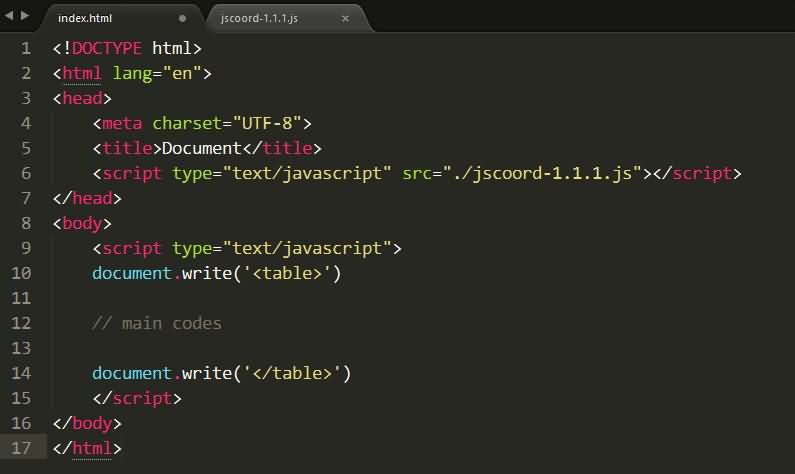 index.html
jscoord-1.1.1.js
1 <!DOCTYPE html>
2 <html lang="en">
3 <head>
4     <meta charset="UTF-8">
5     <title>Document</title>
6     <script type="text/javascript" src="./jscoord-1.1.1.js"></script>
7 </head>
8 <body>
9     <script type="text/javascript">
10     document.write('<table>')
11
12     // main codes
13
14     document.write('</table>')
15     </script>
16 </body>
17 </html>